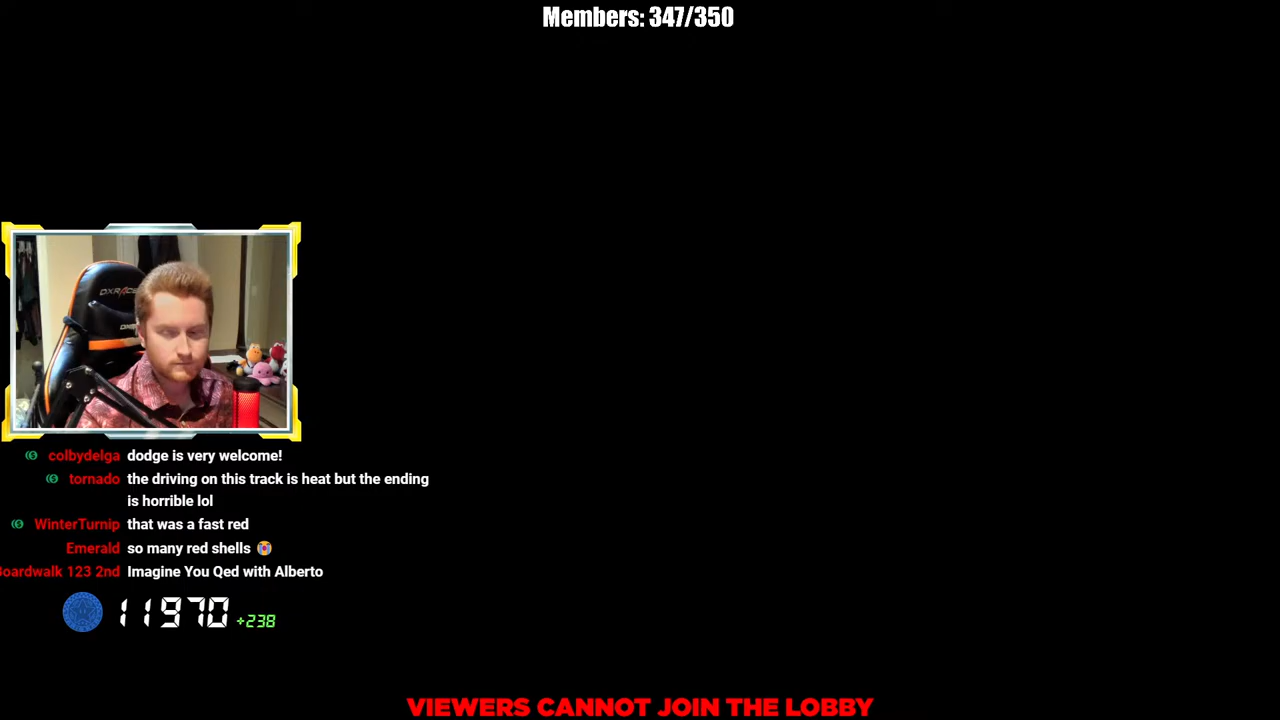 Members: 347/350
colbydelga dodge is very welcome!
tornado the driving on this track is heat but the ending
is horrible lol
WinterTurnip that was a fast red
Emerald so many red shells 😭
Boardwalk 123 2nd Imagine You Qed with Alberto
11970 +238
VIEWERS CANNOT JOIN THE LOBBY